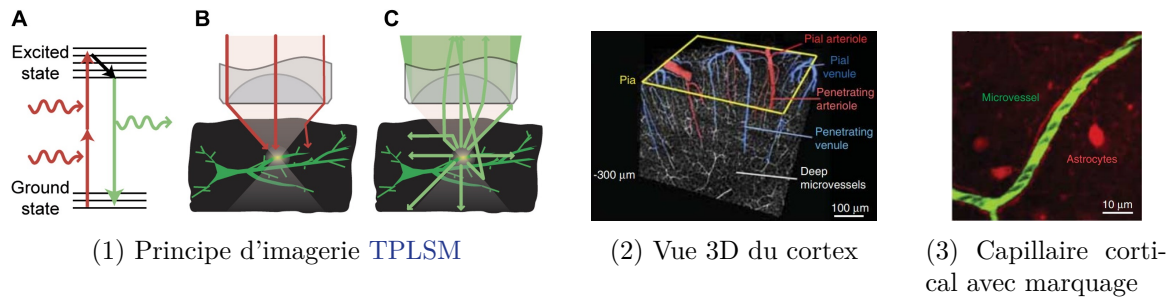 A
B
C
Excited
state
Ground
state
Pial arteriole
Pial
venule
Pia
Penetrating
arteriole
Penetrating
venule
Deep
microvessels
-300 μm
100 μm
Microvessel
Astrocytes
10 μm
(1) Principe d'imagerie TPLSM
(2) Vue 3D du cortex
(3) Capillaire corti-
cal avec marquage